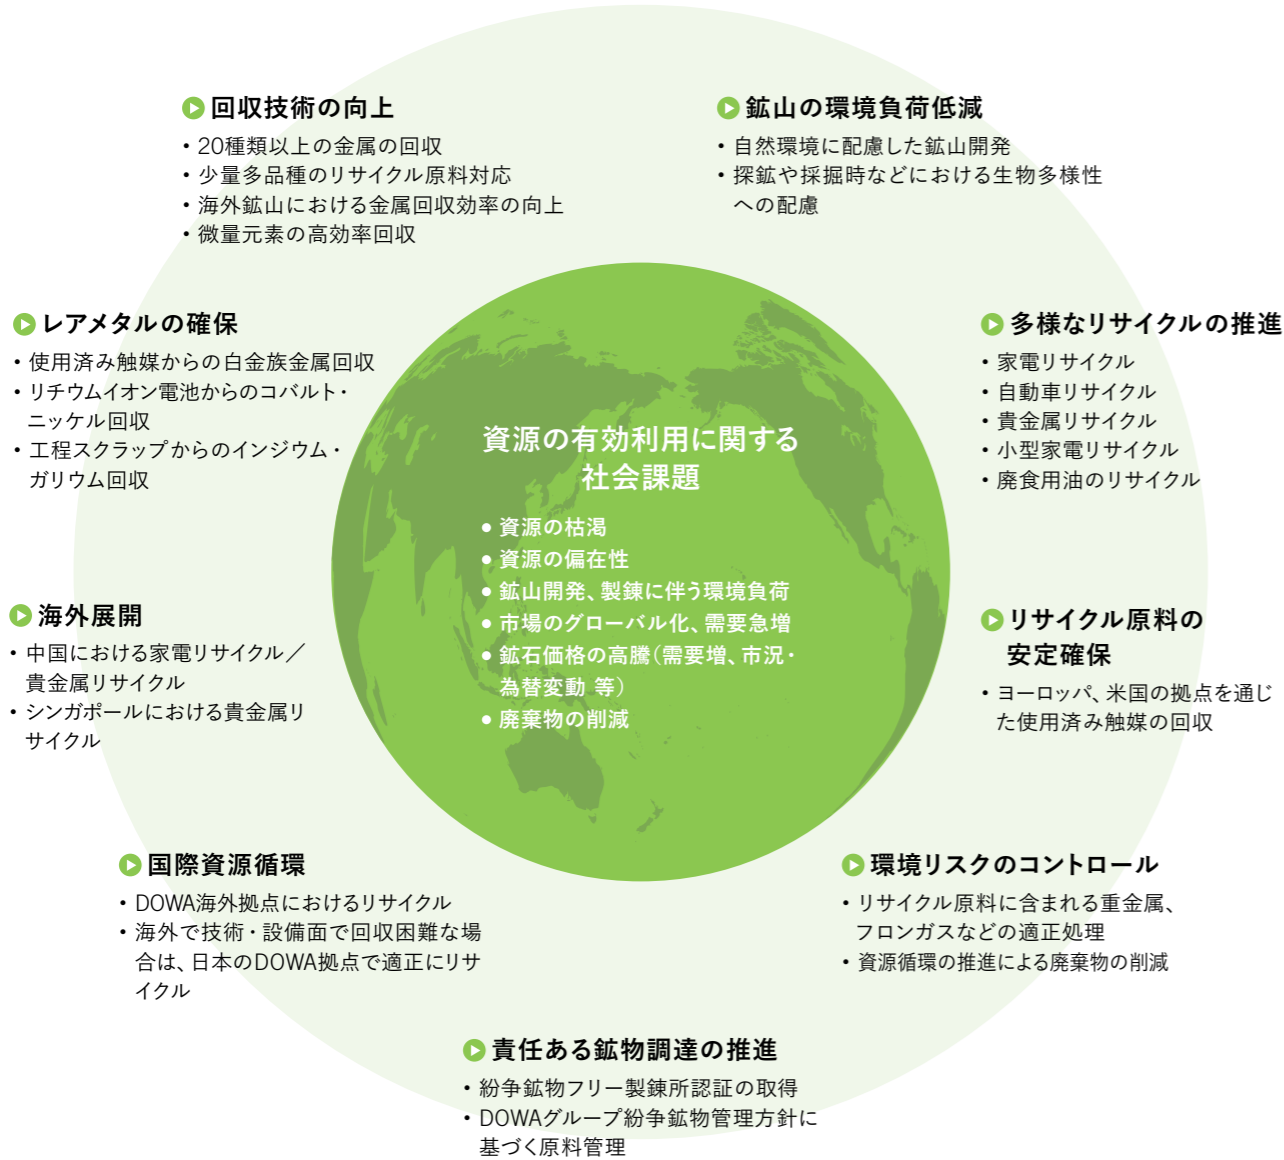 回収技術の向上
・20種類以上の金属の回収
・少量多品種のリサイクル原料対応
・海外鉱山における金属回収効率の向上
・微量元素の高効率回収
鉱山の環境負荷低減
・自然環境に配慮した鉱山開発
・探鉱や採掘時などにおける生物多様性
への配慮
レアメタルの確保
・使用済み触媒からの白金族金属回収
・リチウムイオン電池からのコバルト・
ニッケル回収
・工程スクラップからのインジウム・
ガリウム回収
多様なリサイクルの推進
・家電リサイクル
・自動車リサイクル
・貴金属リサイクル
・小型家電リサイクル
・廃食用油のリサイクル
資源の有効利用に関する
社会課題
● 資源の枯渇
● 資源の偏在性
● 鉱山開発、製錬に伴う環境負荷
● 市場のグローバル化、需要急増
● 鉱石価格の高騰(需要増、市況・
為替変動 等)
● 廃棄物の削減
海外展開
・中国における家電リサイクル/
貴金属リサイクル
・シンガポールにおける貴金属リ
サイクル
リサイクル原料の
安定確保
・ヨーロッパ、米国の拠点を通じ
た使用済み触媒の回収
国際資源循環
・DOWA海外拠点におけるリサイクル
・海外で技術・設備面で回収困難な場
合は、日本のDOWA拠点で適正にリサ
イクル
環境リスクのコントロール
・リサイクル原料に含まれる重金属、
フロンガスなどの適正処理
・資源循環の推進による廃棄物の削減
責任ある鉱物調達の推進
・紛争鉱物フリー製錬所認証の取得
・DOWAグループ紛争鉱物管理方針に
基づく原料管理